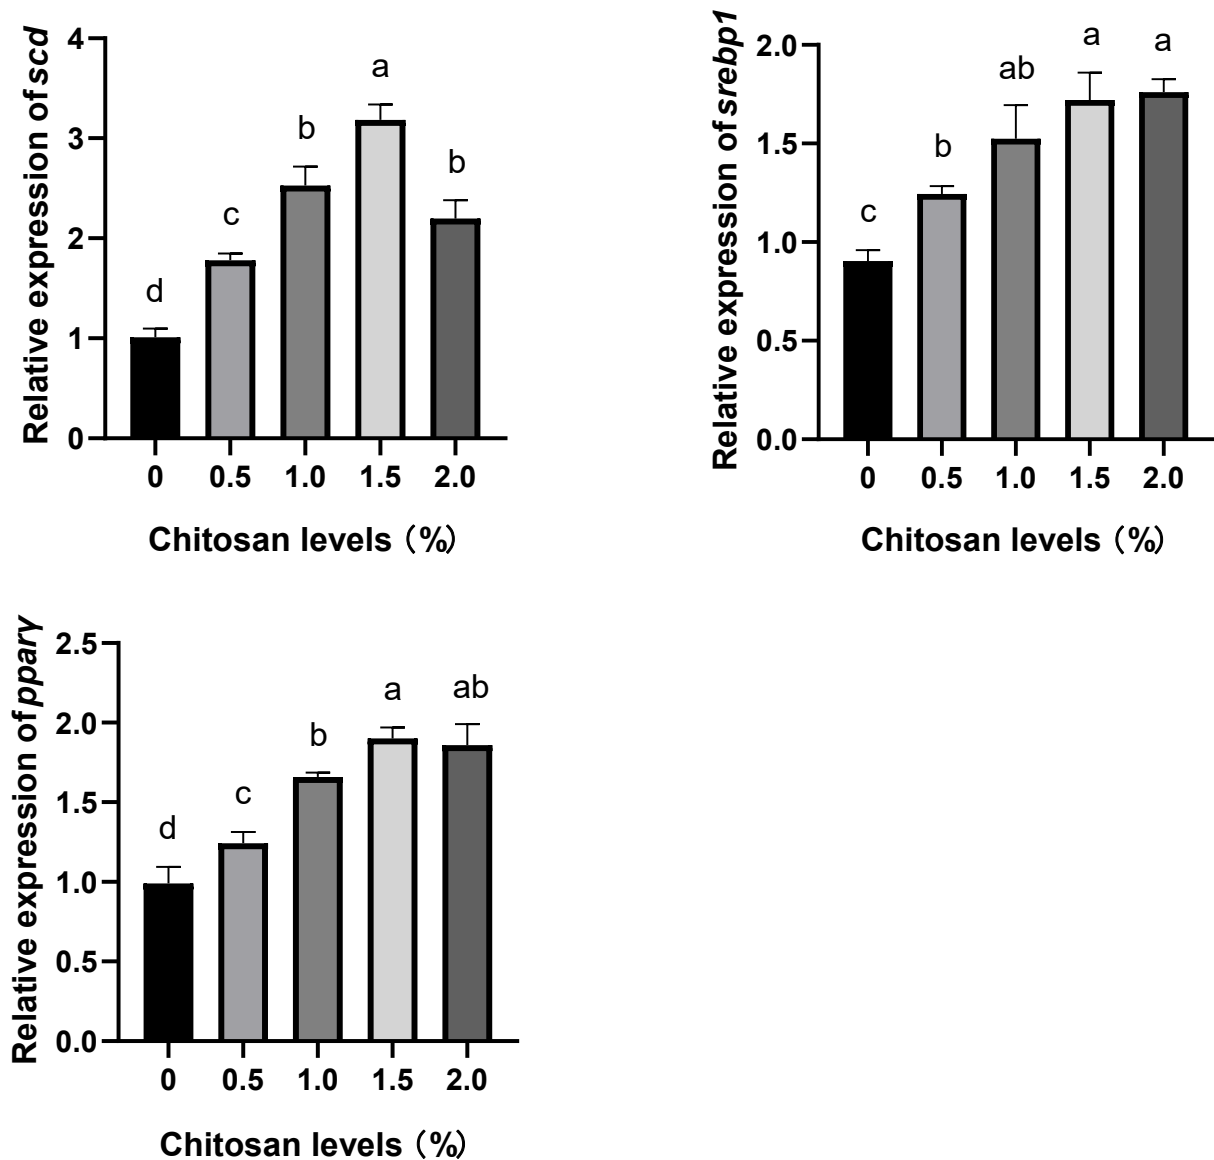 Relative expression of scd
4
3
2
1
0
d
c
b
a
b
0 0.5 1.0 1.5 2.0
Chitosan levels（%）
Relative expression of srebp1
2.0
1.5
1.0
0.5
0.0
c
b
ab
a
a
0 0.5 1.0 1.5 2.0
Chitosan levels（%）
Relative expression of pparγ
2.5
2.0
1.5
1.0
0.5
0.0
d
c
b
a
ab
0 0.5 1.0 1.5 2.0
Chitosan levels（%）